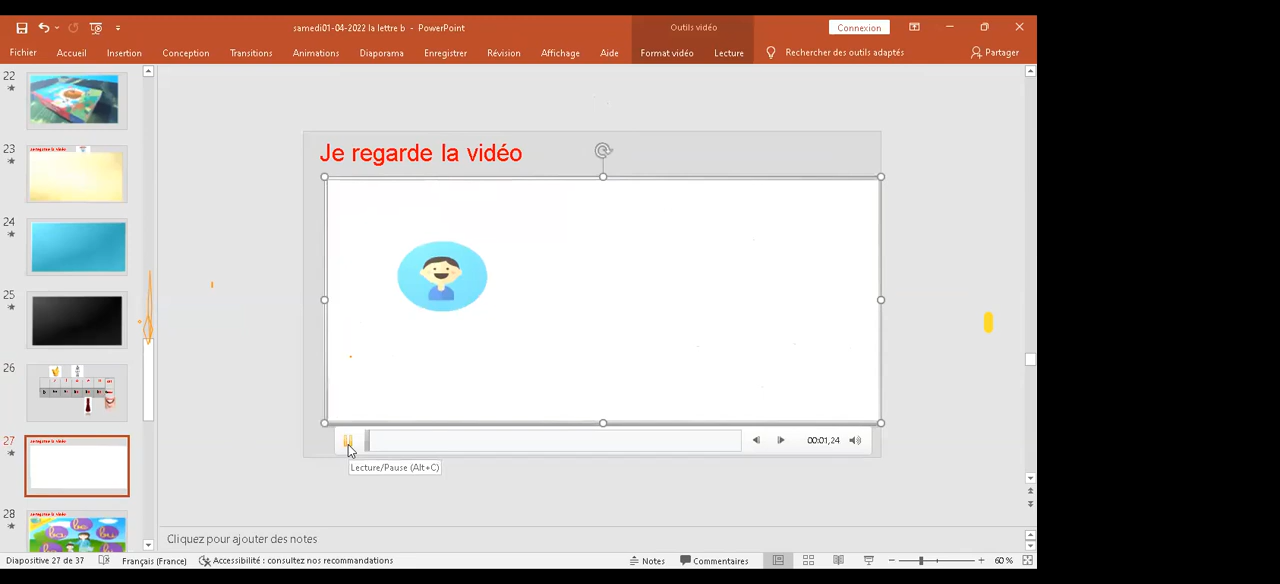 samedi01-04-2022 la lettre b - PowerPoint
Outils vidéo
Connexion
Fichier Accueil Insertion Conception Transitions Animations Diaporama Enregistrer Révision Affichage Aide Format vidéo Lecture Rechercher des outils adaptés Partager
22
23
24
25
26
27
28
Je regarde la vidéo
00:01,24
Lecture/Pause (Alt+C)
Cliquez pour ajouter des notes
Diapositive 27 de 37 Français (France) Accessibilité : consultez nos recommandations Notes Commentaires 60 %